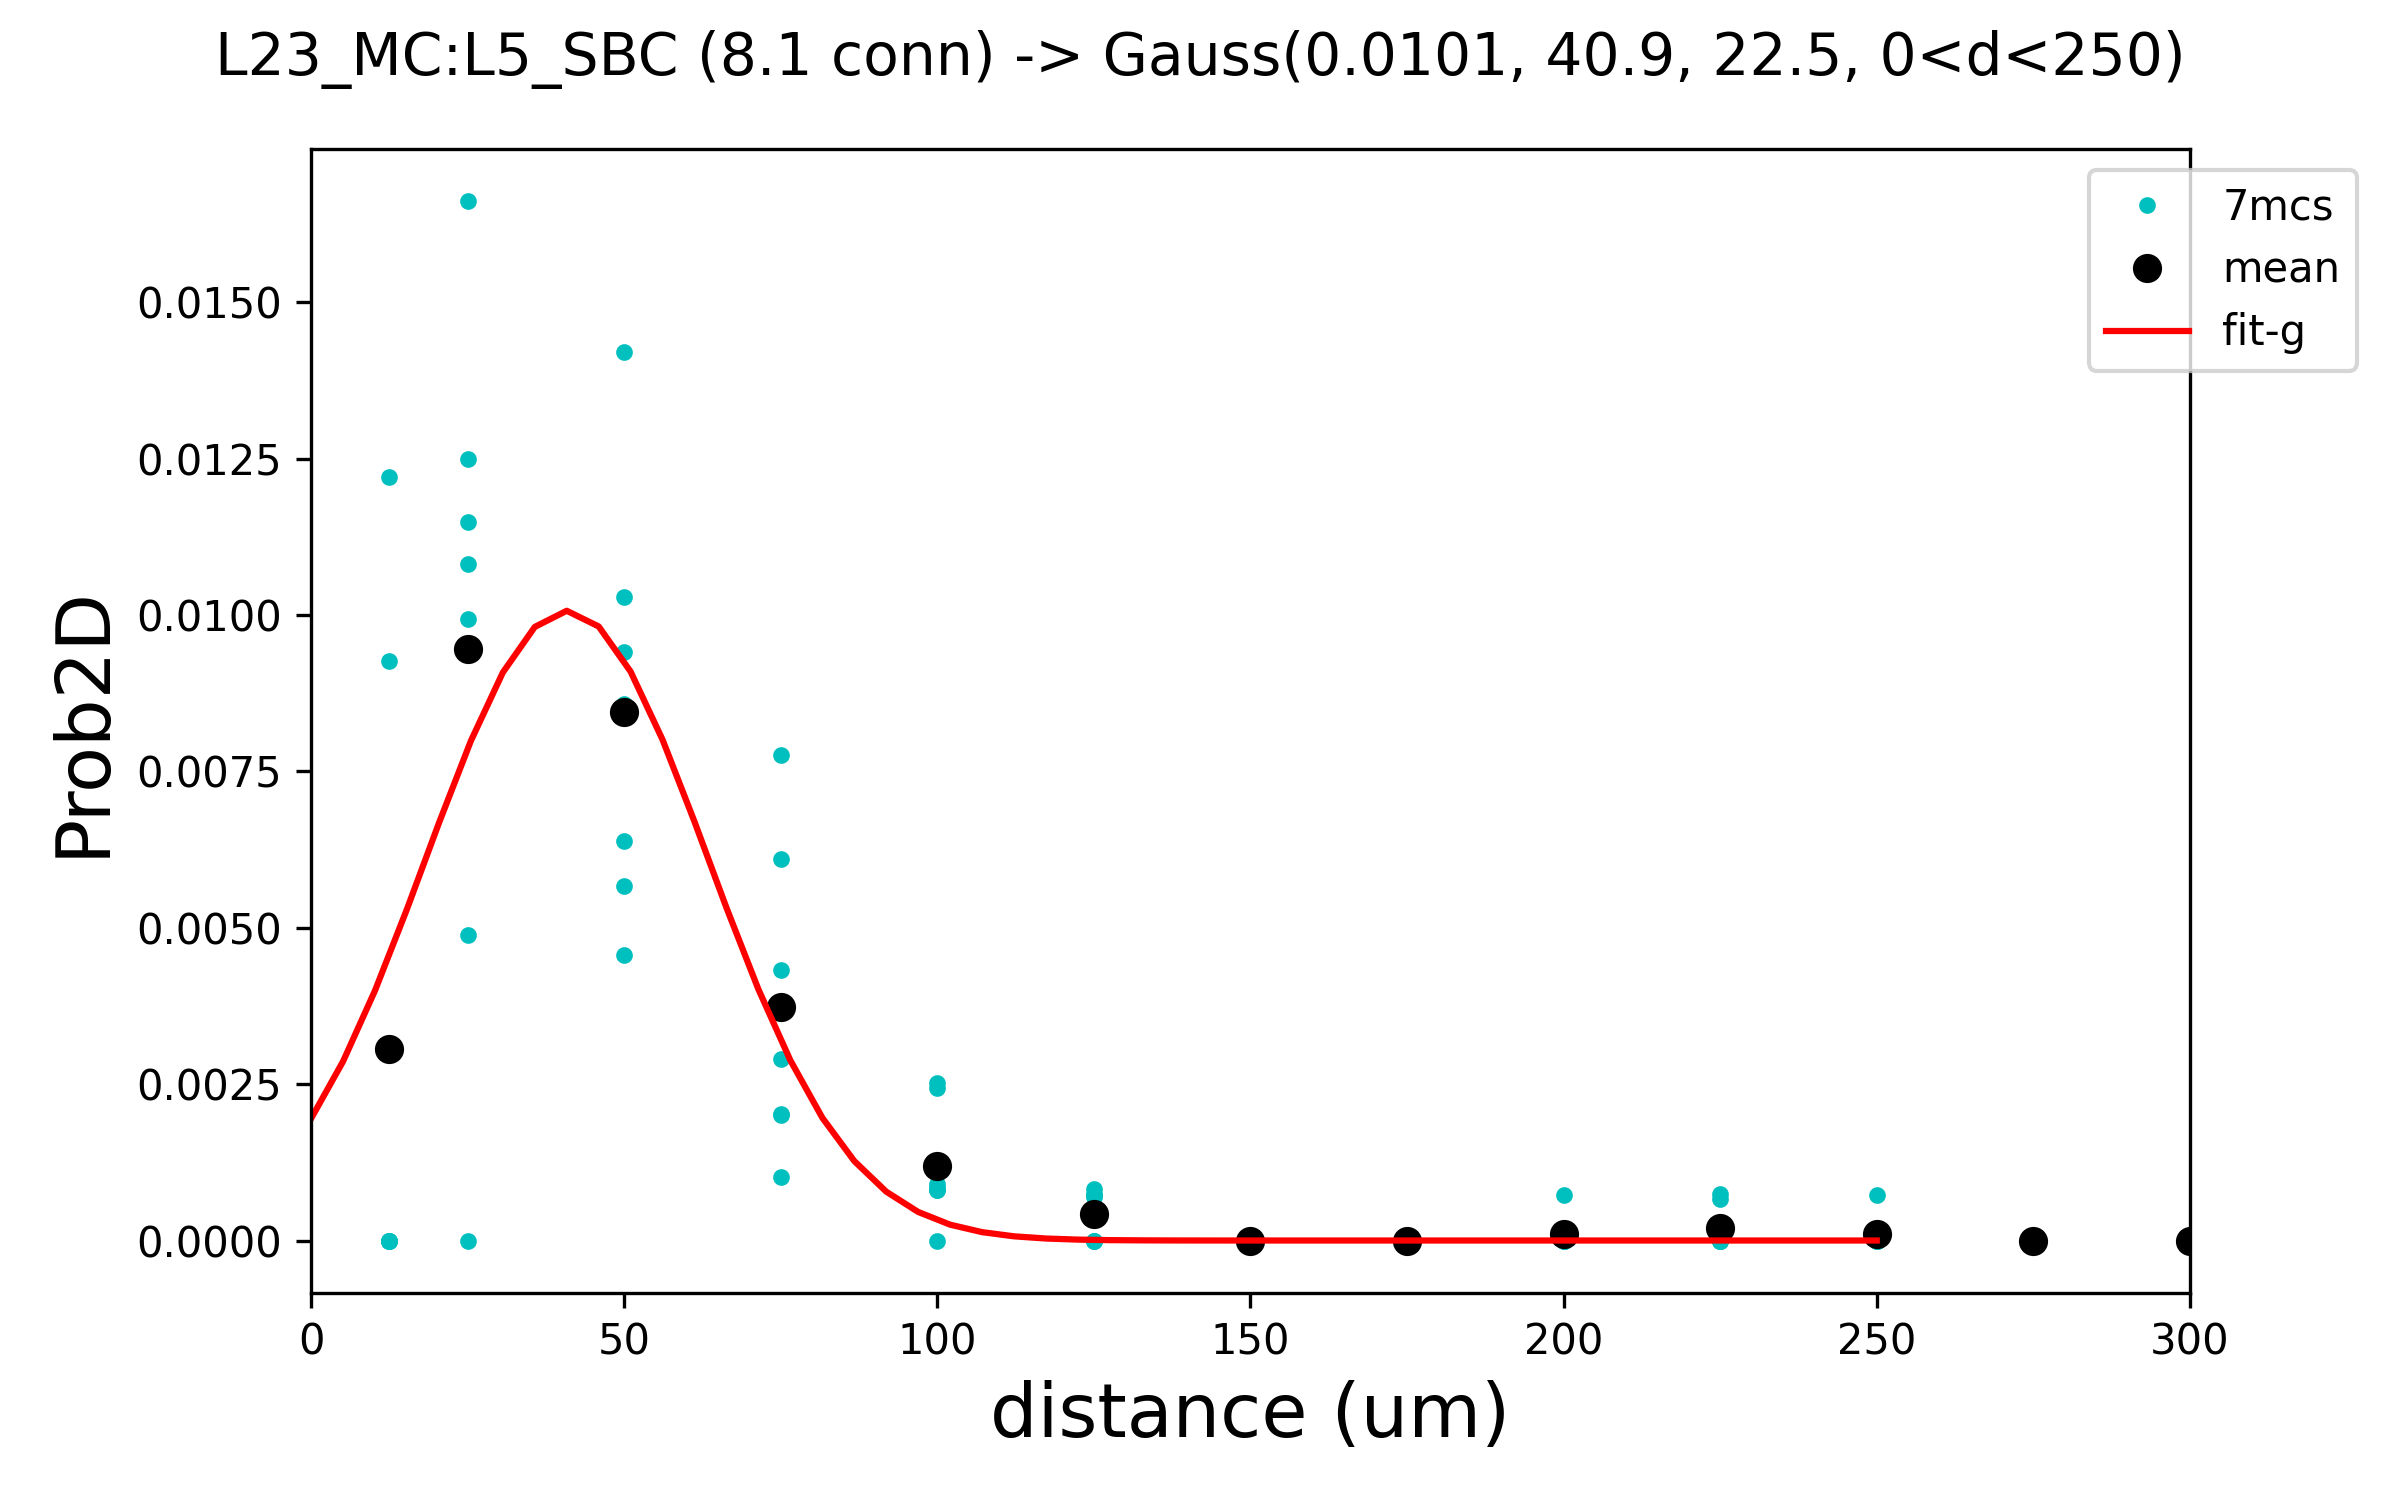 L23_MC:L5_SBC (8.1 conn) -> Gauss(0.0101, 40.9, 22.5, 0<d<250)
7mcs
mean
fit-g
Prob2D
0.0150
0.0125
0.0100
0.0075
0.0050
0.0025
0.0000
0 50 100 150 200 250 300
distance (um)